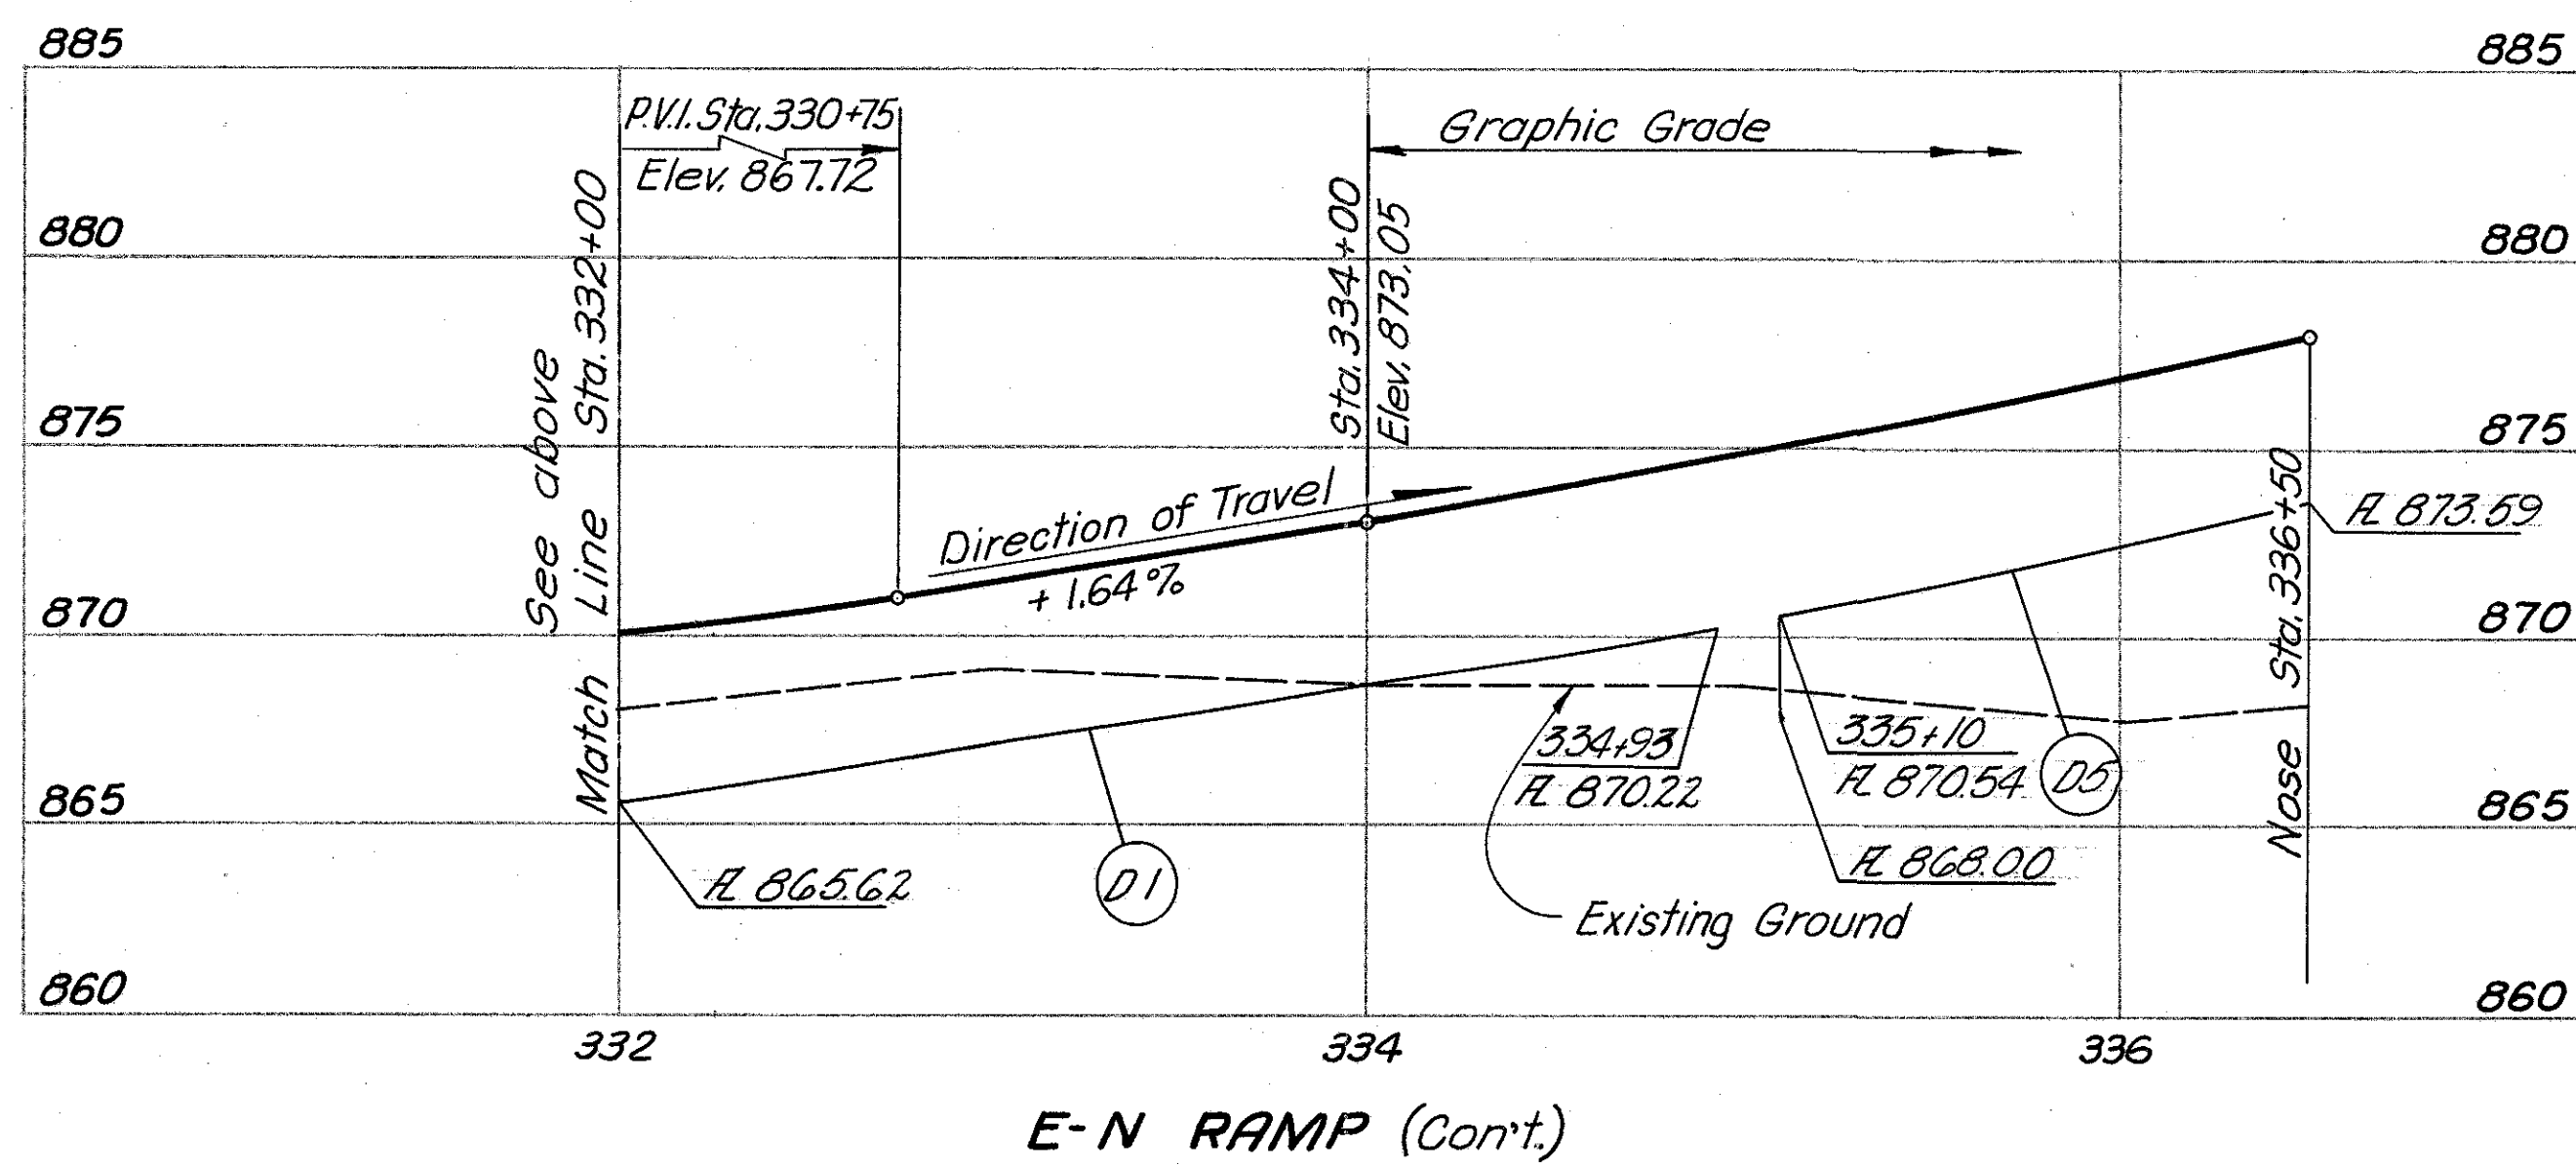 885
885
P.V.I. Sta. 330+75
Elev. 867.72
Graphic Grade
880
880
See above
Match Line Sta. 332+00
Sta. 334+00
Elev. 873.05
875
875
Direction of Travel
+ 1.64 %
Nose Sta. 336+50
FL 873.59
870
870
334+93
FL 870.22
335+10
FL 870.54
D5
865
865
FL 865.62
D1
FL 868.00
Existing Ground
860
860
332
334
336
E-N RAMP (Con't.)